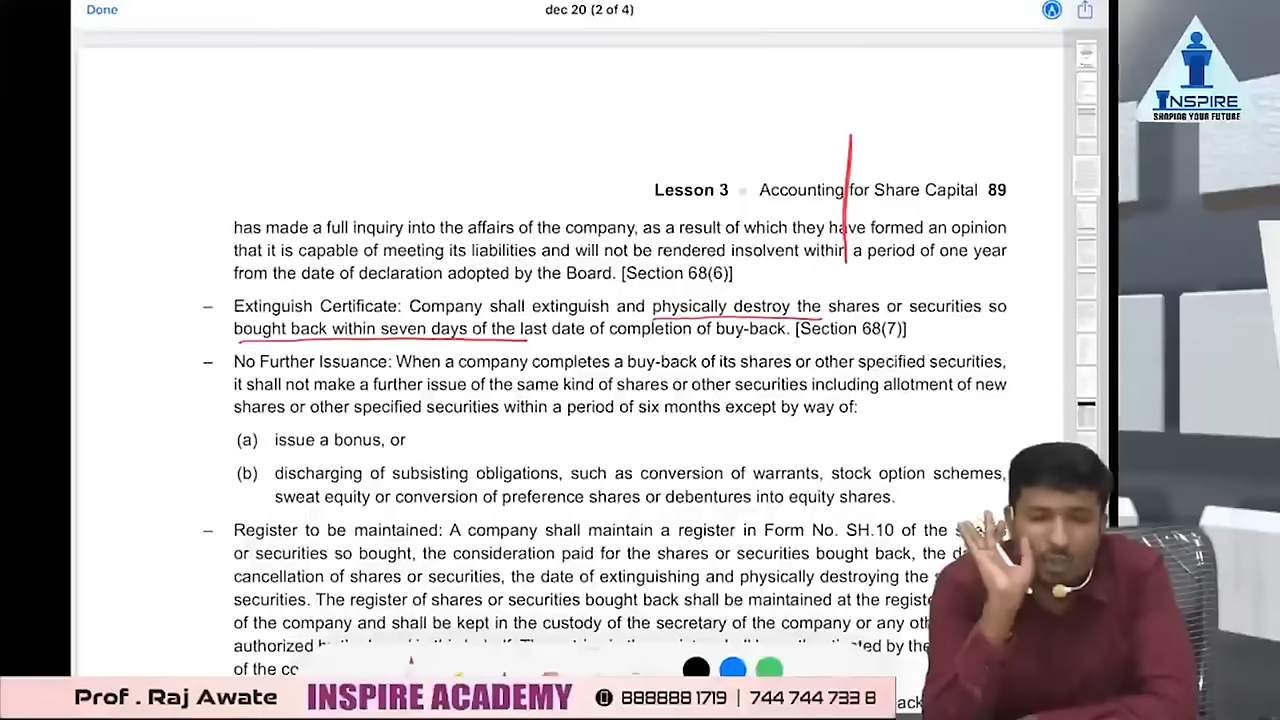 Done
dec 20 (2 of 4)
INSPIRE
SHAPING YOUR FUTURE
Lesson 3 Accounting for Share Capital 89
has made a full inquiry into the affairs of the company, as a result of which they have formed an opinion
that it is capable of meeting its liabilities and will not be rendered insolvent within a period of one year
from the date of declaration adopted by the Board. [Section 68(6)]
– Extinguish Certificate: Company shall extinguish and physically destroy the shares or securities so
bought back within seven days of the last date of completion of buy-back. [Section 68(7)]
– No Further Issuance: When a company completes a buy-back of its shares or other specified securities,
it shall not make a further issue of the same kind of shares or other securities including allotment of new
shares or other specified securities within a period of six months except by way of:
(a) issue a bonus, or
(b) discharging of subsisting obligations, such as conversion of warrants, stock option schemes,
sweat equity or conversion of preference shares or debentures into equity shares.
– Register to be maintained: A company shall maintain a register in Form No. SH.10 of the
or securities so bought, the consideration paid for the shares or securities bought back, the
cancellation of shares or securities, the date of extinguishing and physically destroying the
securities. The register of shares or securities bought back shall be maintained at the
of the company and shall be kept in the custody of the secretary of the company or any
authorized by the
of the
Prof. Raj Awate INSPIRE ACADEMY 888888 1719 | 744 744 733 8